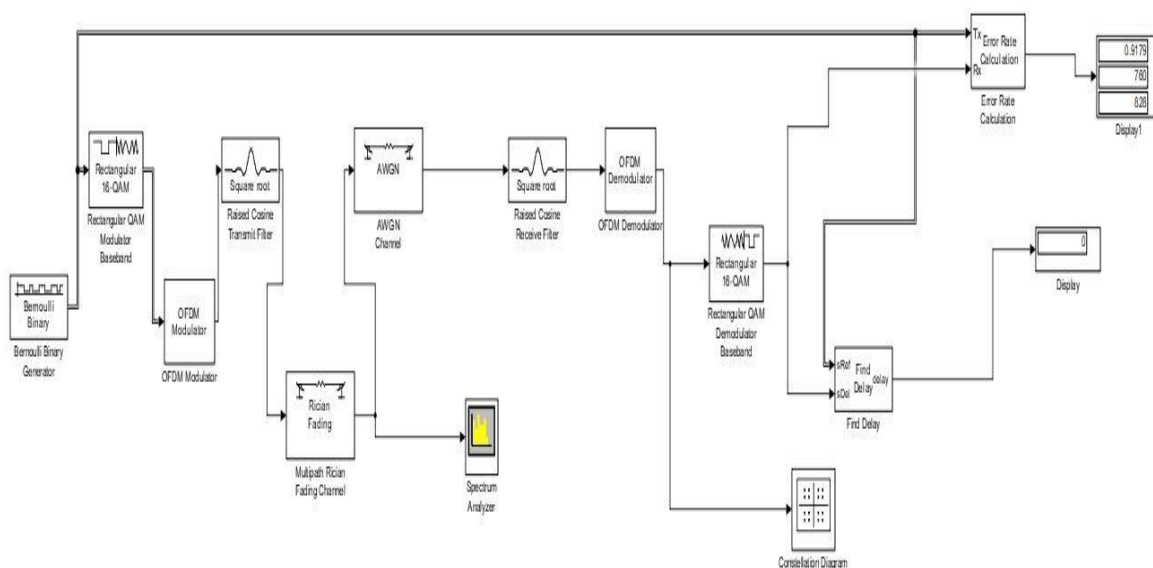 Tx
Rx
Error Rate
Calculation
Error Rate
Calculation
0.9179
760
828
Display1
Rectangular
16-QAM
Rectangular QAM
Modulator
Baseband
Square root
Raised Cosine
Transmit Filter
AWGN
AWGN
Channel
Square root
Raised Cosine
Receive Filter
OFDM
Demodulator
OFDM Demodulator
Rectangular
16-QAM
Rectangular QAM
Demodulator
Baseband
0
Display
Bernoulli
Binary
Bernoulli Binary
Generator
OFDM
Modulator
OFDM Modulator
Rician
Fading
Multipath Rician
Fading Channel
Spectrum
Analyzer
sRef
sDel
Find
Delay
delay
Find Delay
Constellation Diagram